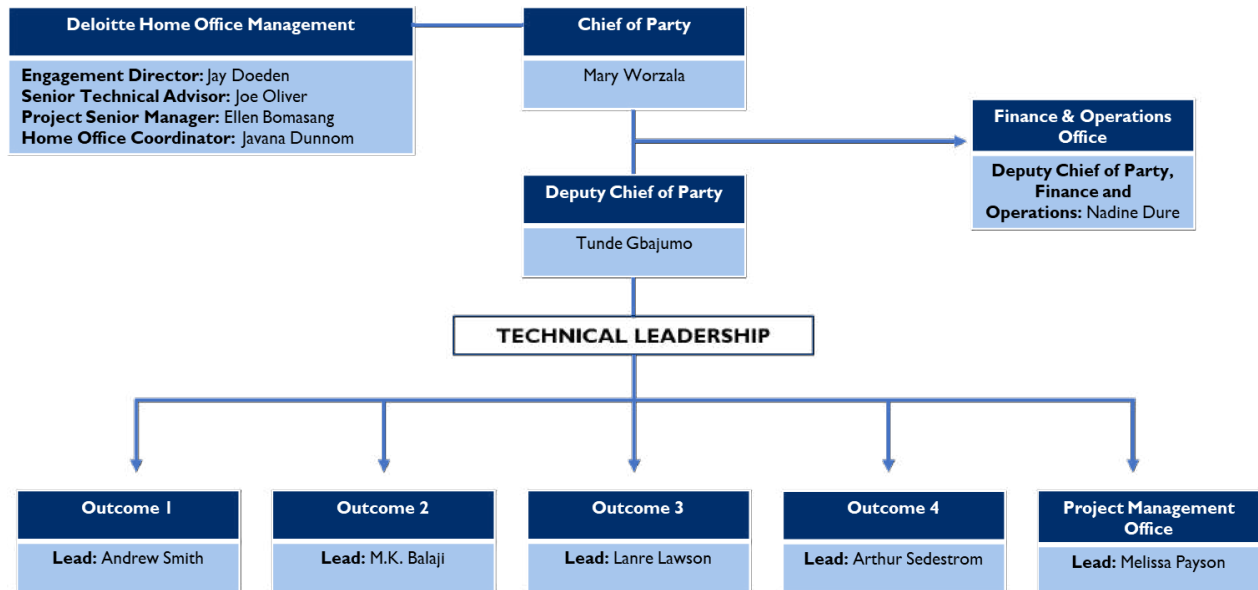 Deloitte Home Office Management
Engagement Director: Jay Doeden
Senior Technical Advisor: Joe Oliver
Project Senior Manager: Ellen Bomasang
Home Office Coordinator: Javana Dunnom
Chief of Party
Mary Worzala
Finance & Operations
Office
Deputy Chief of Party,
Finance and
Operations: Nadine Dure
Deputy Chief of Party
Tunde Gbajumo
TECHNICAL LEADERSHIP
Outcome 1
Lead: Andrew Smith
Outcome 2
Lead: M.K. Balaji
Outcome 3
Lead: Lanre Lawson
Outcome 4
Lead: Arthur Sedestrom
Project Management
Office
Lead: Melissa Payson